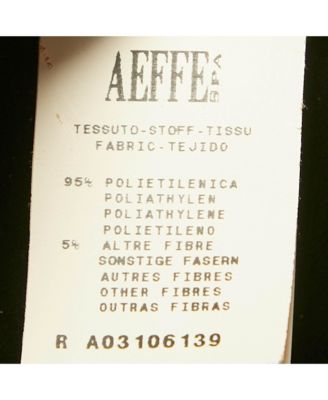 AEFFE SPA
TESSUTO-STOFF-TISSU
FABRIC-TEJIDO
95% POLIETILENICA
POLIATHYLEN
POLIATHYLENE
POLIETILENO
5% ALTRE FIBRE
SONSTIGE FASERN
AUTRES FIBRES
OTHER FIBRES
OUTRAS FIBRAS
R A03106139